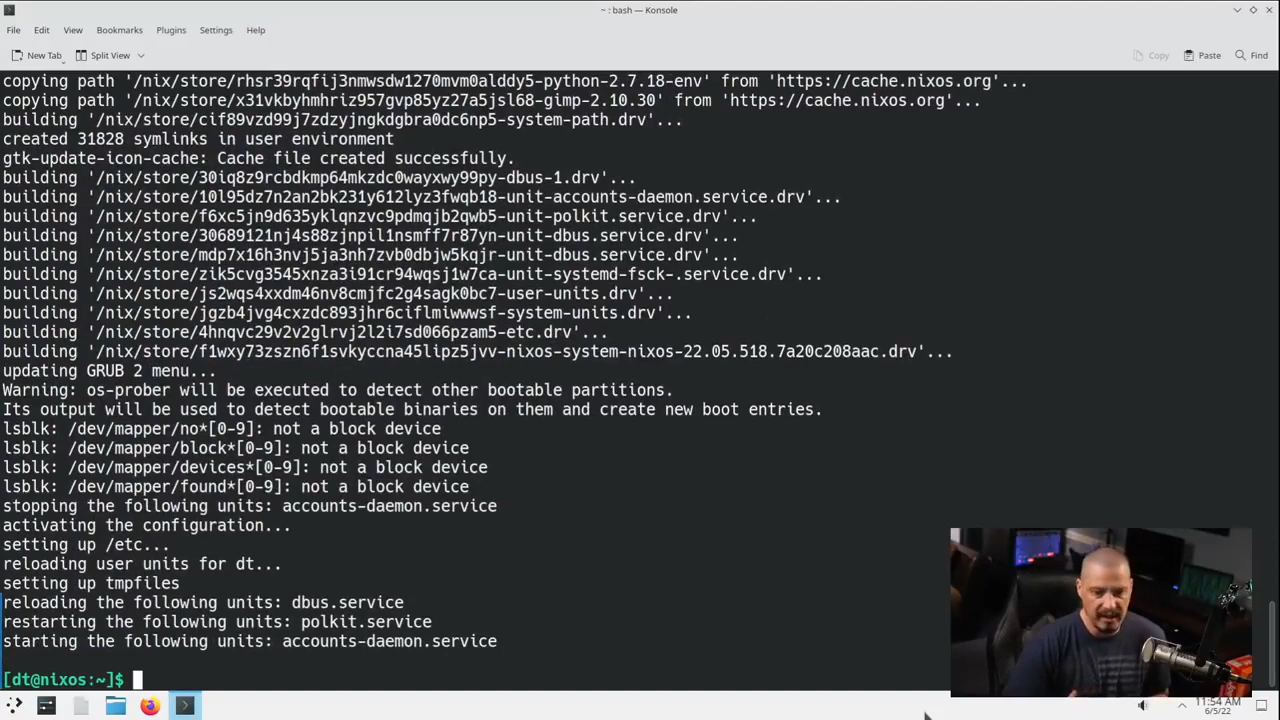 ~ : bash — Konsole
File Edit View Bookmarks Plugins Settings Help
New Tab Split View Copy Paste Find
copying path '/nix/store/rhsr39rqfij3nmwsdw1270mvm0alddy5-python-2.7.18-env' from 'https://cache.nixos.org'...
copying path '/nix/store/x31vkbyhmhriz957gvp85yz27a5jsl68-gimp-2.10.30' from 'https://cache.nixos.org'...
building '/nix/store/cif89vzd99j7zdzyjngkdgbra0dc6np5-system-path.drv'...
created 31828 symlinks in user environment
gtk-update-icon-cache: Cache file created successfully.
building '/nix/store/30iq8z9rcbdkmp64mkzdc0wayxwy99py-dbus-1.drv'...
building '/nix/store/10l95dz7n2an2bk231y612lyz3fwqb18-unit-accounts-daemon.service.drv'...
building '/nix/store/f6xc5jn9d635yklqnzvc9pdmqjb2qwb5-unit-polkit.service.drv'...
building '/nix/store/30689121nj4s88zjnpil1nsmff7r87yn-unit-dbus.service.drv'...
building '/nix/store/mdp7x16h3nvj5ja3nh7zvb0dbjw5kqjr-unit-dbus.service.drv'...
building '/nix/store/zik5cvg3545xnza3i91cr94wqsj1w7ca-unit-systemd-fsck-.service.drv'...
building '/nix/store/js2wqs4xxdm46nv8cmjfc2g4sagk0bc7-user-units.drv'...
building '/nix/store/jgzb4jvg4cxzdc893jhr6ciflmiwwwsf-system-units.drv'...
building '/nix/store/4hnqvc29v2v2glrvj2l2i7sd066pzam5-etc.drv'...
building '/nix/store/f1wxy73zszn6f1svkyccna45lipz5jvv-nixos-system-nixos-22.05.518.7a20c208aac.drv'...
updating GRUB 2 menu...
Warning: os-prober will be executed to detect other bootable partitions.
Its output will be used to detect bootable binaries on them and create new boot entries.
lsblk: /dev/mapper/no*[0-9]: not a block device
lsblk: /dev/mapper/block*[0-9]: not a block device
lsblk: /dev/mapper/devices*[0-9]: not a block device
lsblk: /dev/mapper/found*[0-9]: not a block device
stopping the following units: accounts-daemon.service
activating the configuration...
setting up /etc...
reloading user units for dt...
setting up tmpfiles
reloading the following units: dbus.service
restarting the following units: polkit.service
starting the following units: accounts-daemon.service
[dt@nixos:~]$
11:54 AM
6/5/22